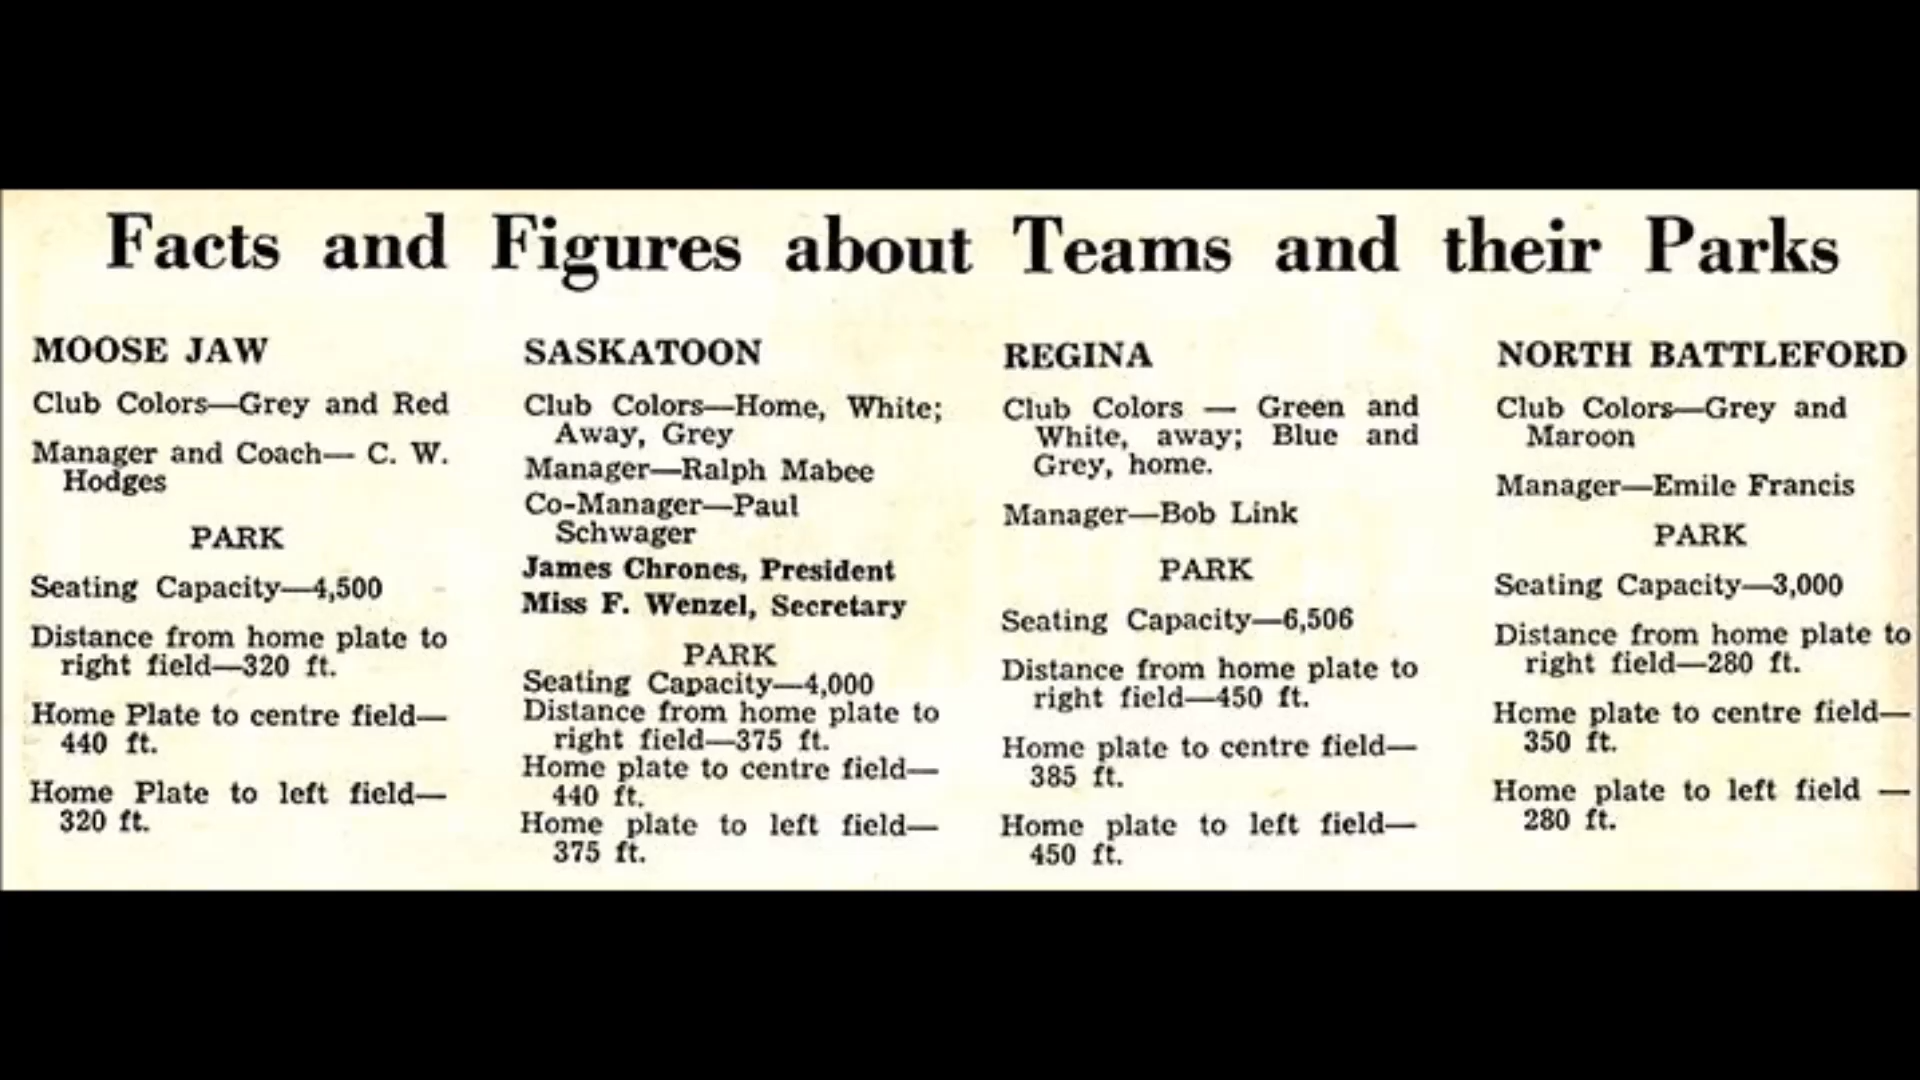 Facts and Figures about Teams and their Parks
MOOSE JAW
Club Colors—Grey and Red
Manager and Coach— C. W.
Hodges
PARK
Seating Capacity—4,500
Distance from home plate to
right field—320 ft.
Home Plate to centre field—
440 ft.
Home Plate to left field—
320 ft.
SASKATOON
Club Colors—Home, White;
Away, Grey
Manager—Ralph Mabee
Co-Manager—Paul
Schwager
James Chrones, President
Miss F. Wenzel, Secretary
PARK
Seating Capacity—4,000
Distance from home plate to
right field—375 ft.
Home plate to centre field—
440 ft.
Home plate to left field—
375 ft.
REGINA
Club Colors — Green and
White, away; Blue and
Grey, home.
Manager—Bob Link
PARK
Seating Capacity—6,506
Distance from home plate to
right field—450 ft.
Home plate to centre field—
385 ft.
Home plate to left field—
450 ft.
NORTH BATTLEFORD
Club Colors—Grey and
Maroon
Manager—Emile Francis
PARK
Seating Capacity—3,000
Distance from home plate to
right field—280 ft.
Home plate to centre field—
350 ft.
Home plate to left field —
280 ft.